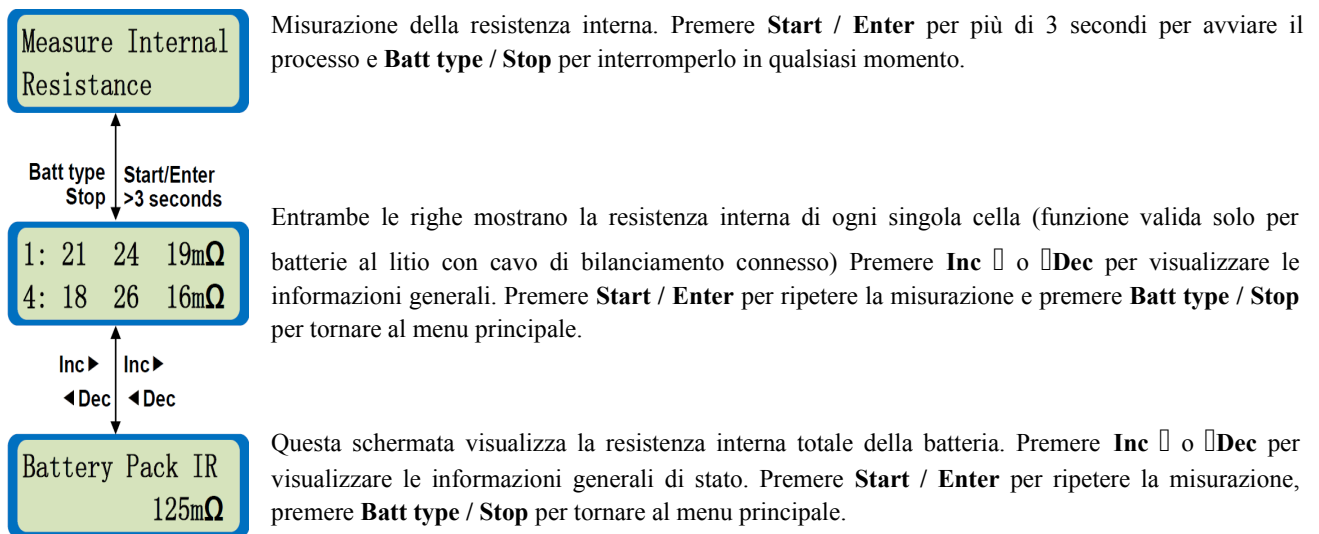 Measure Internal
Resistance
Misurazione della resistenza interna. Premere Start / Enter per più di 3 secondi per avviare il
processo e Batt type / Stop per interromperlo in qualsiasi momento.
Batt type Start/Enter
Stop >3 seconds
1: 21 24 19mΩ
4: 18 26 16mΩ
Entrambe le righe mostrano la resistenza interna di ogni singola cella (funzione valida solo per
batterie al litio con cavo di bilanciamento connesso) Premere Inc ▯ o ▯Dec per visualizzare le
informazioni generali. Premere Start / Enter per ripetere la misurazione e premere Batt type / Stop
per tornare al menu principale.
Inc▶ Inc▶
◀Dec ◀Dec
Battery Pack IR
125mΩ
Questa schermata visualizza la resistenza interna totale della batteria. Premere Inc ▯ o ▯Dec per
visualizzare le informazioni generali di stato. Premere Start / Enter per ripetere la misurazione,
premere Batt type / Stop per tornare al menu principale.